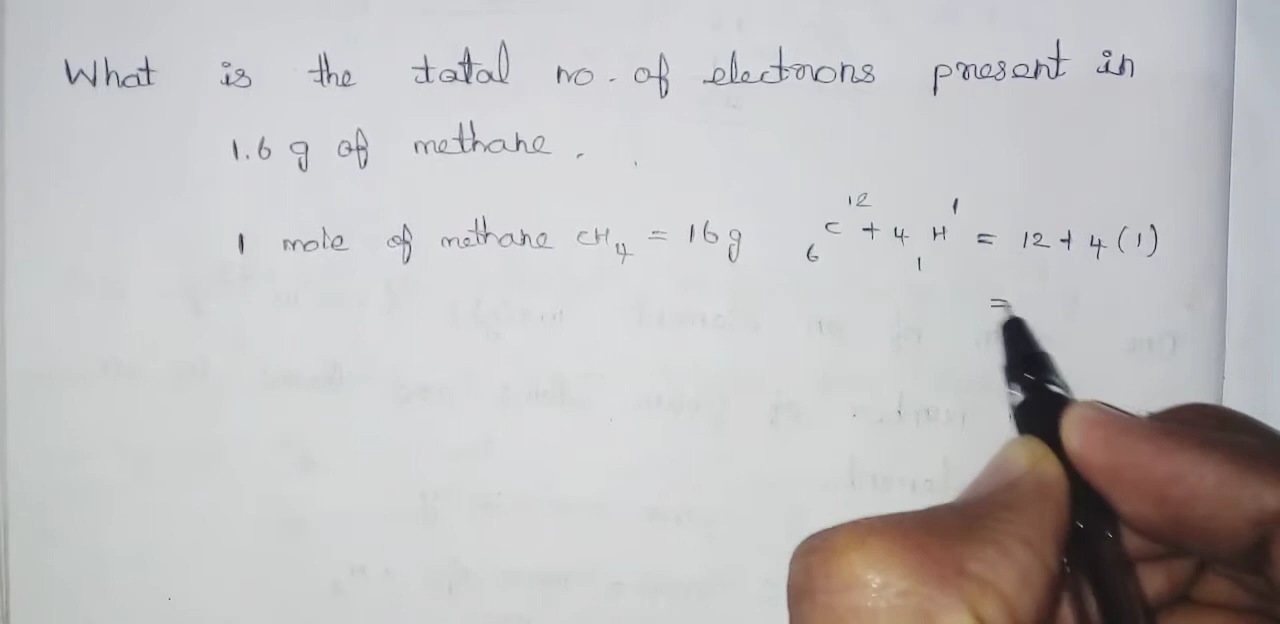 What is the total no. of electrons present in
1.6 g of methane.
1 mole of methane CH₄ = 16g ₆C¹² + 4 ₁H¹ = 12 + 4 (1)
=